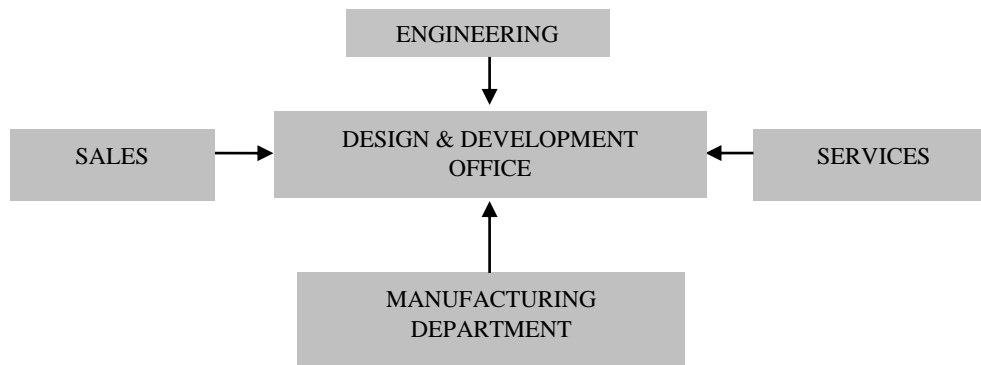 ENGINEERING
SALES
DESIGN & DEVELOPMENT
OFFICE
SERVICES
MANUFACTURING
DEPARTMENT